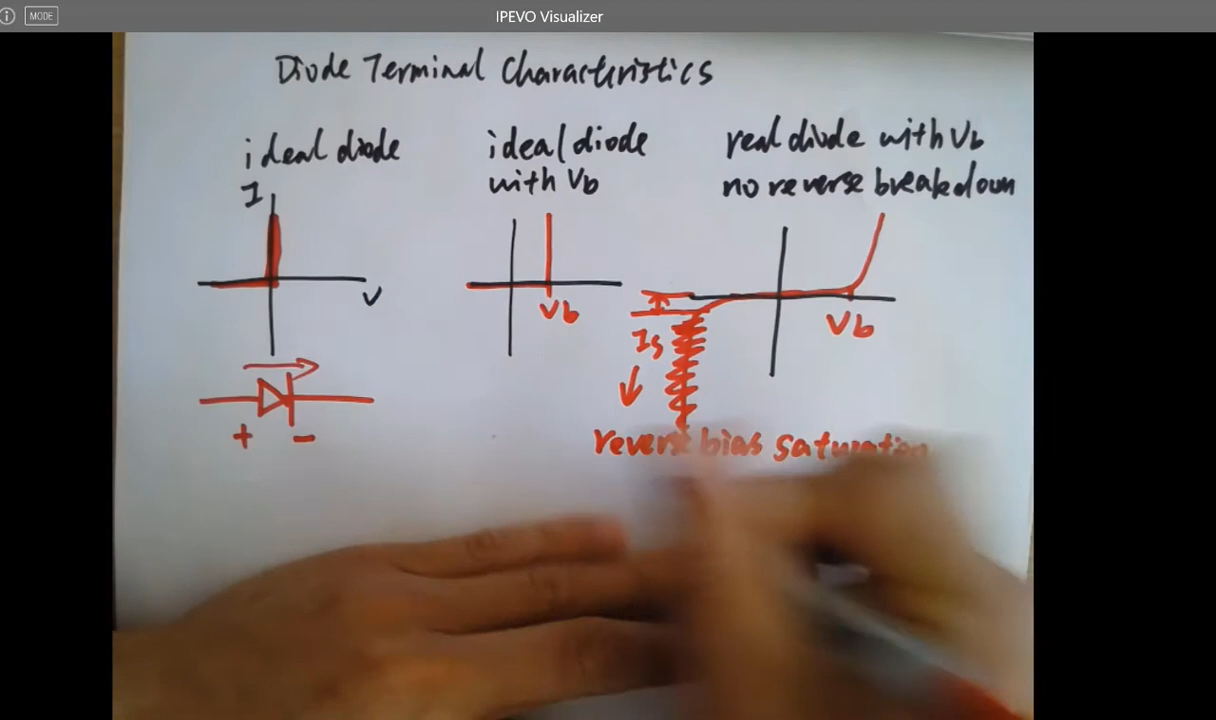 MODE
IPEVO Visualizer
Diode Terminal Characteristics
ideal diode
I
V
+ -
ideal diode
with Vb
Vb
real diode with Vb
no reverse breakdown
Vb
Is
reverse bias saturation